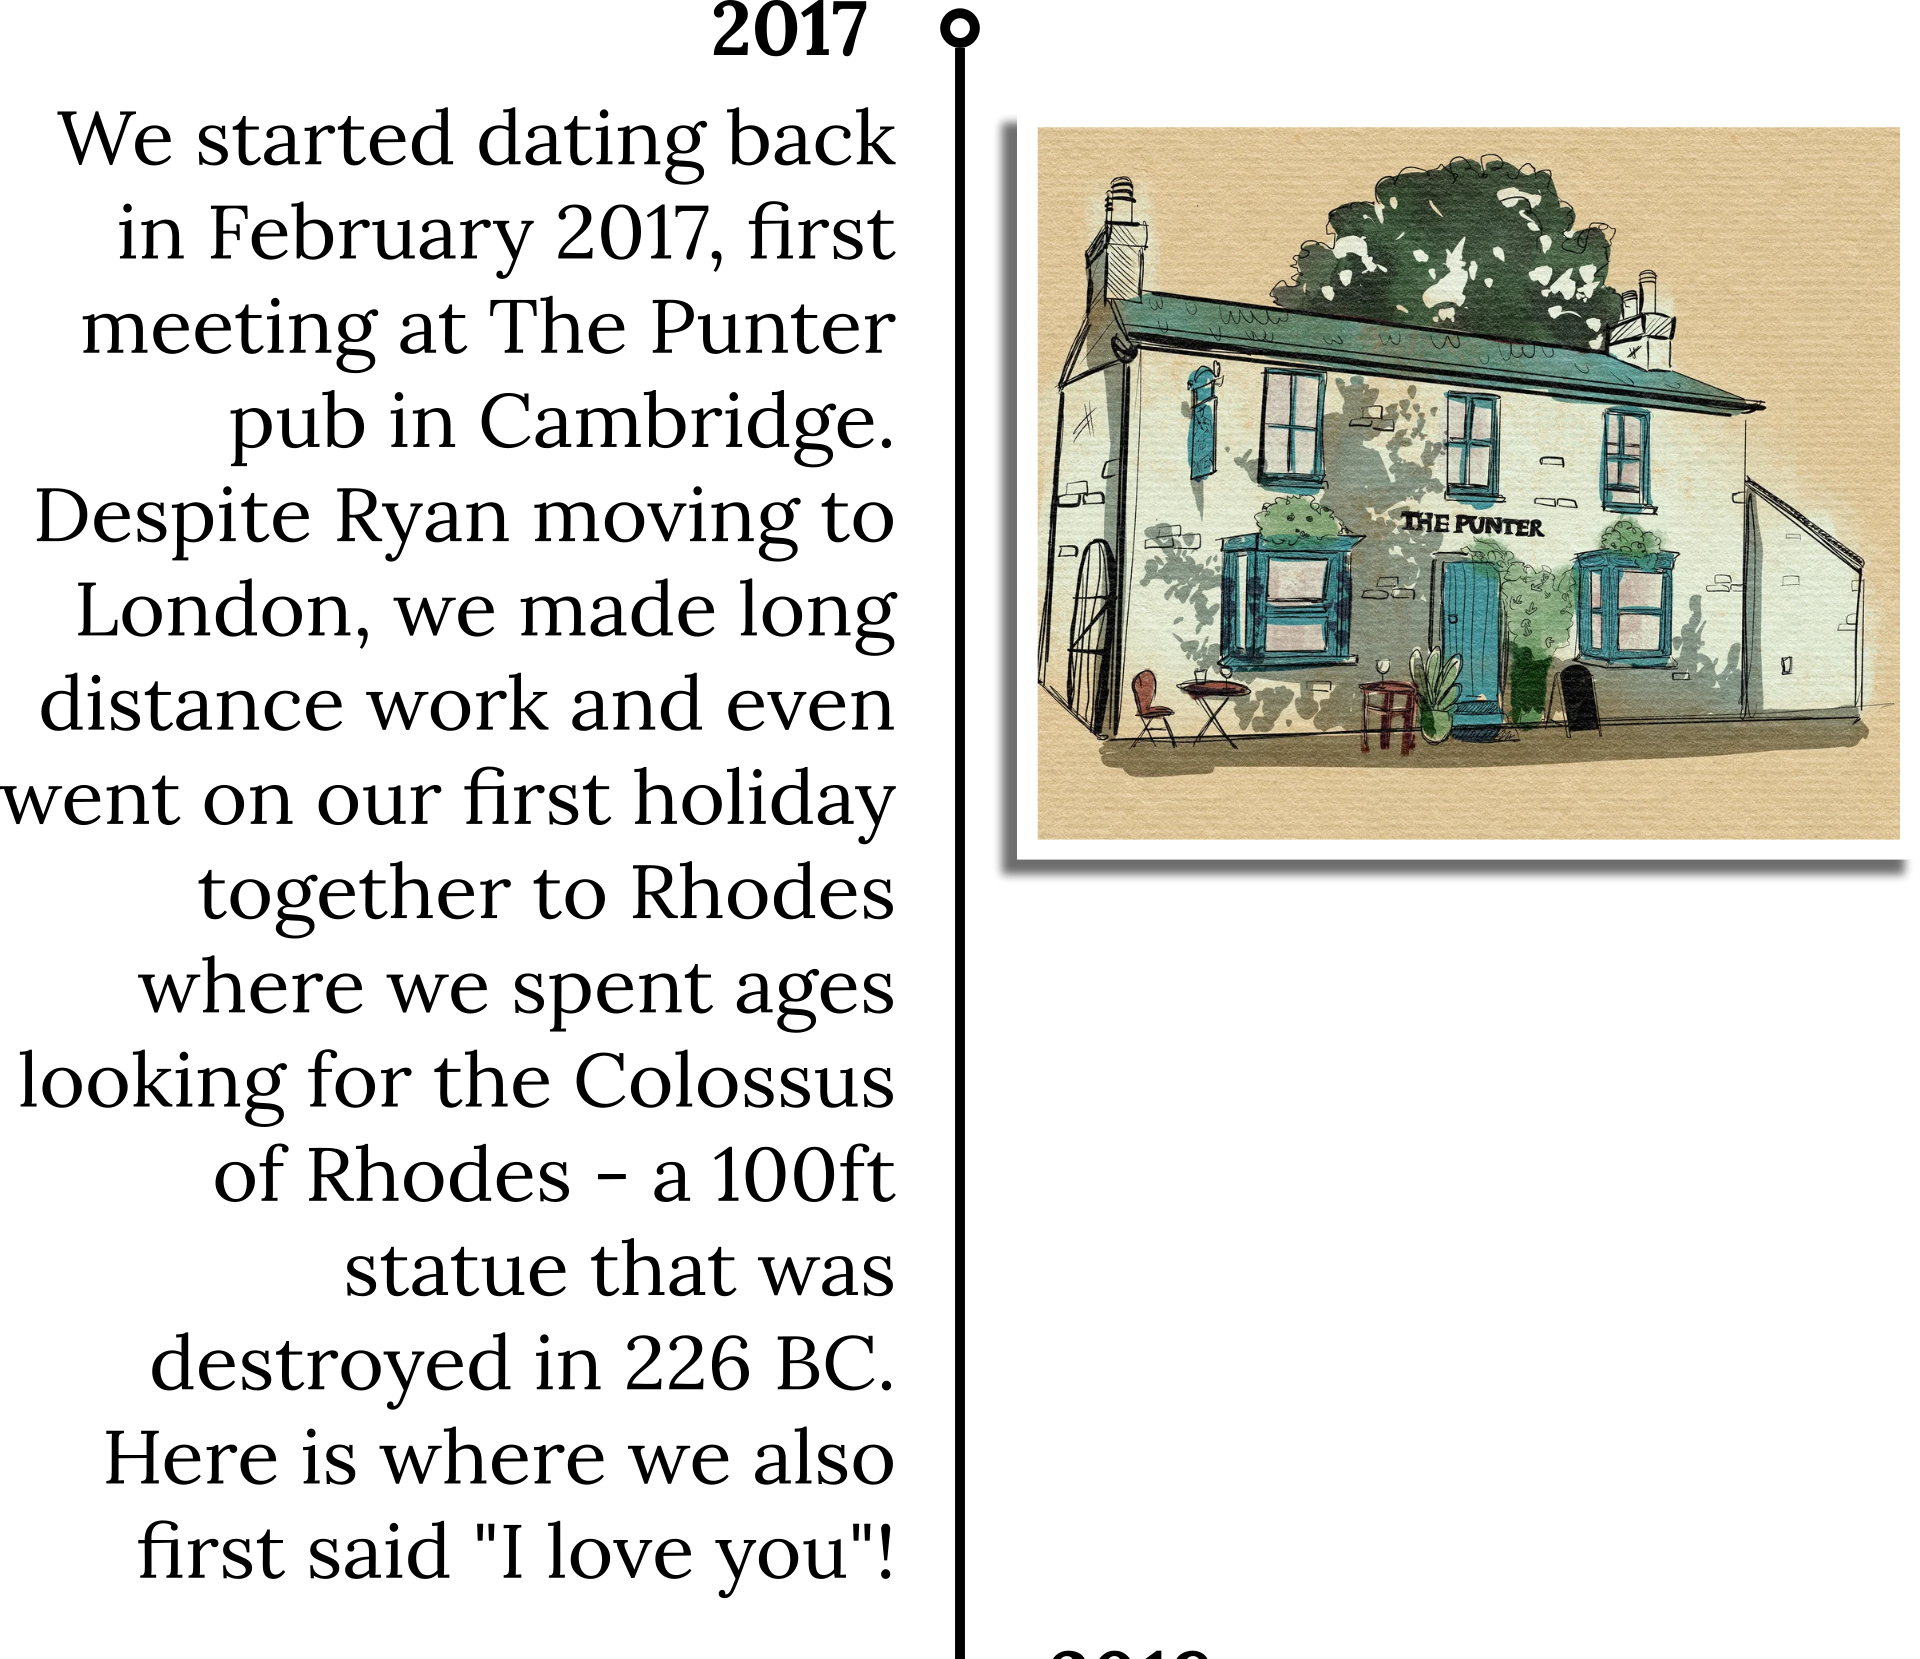 2017
We started dating back
in February 2017, first
meeting at The Punter
pub in Cambridge.
Despite Ryan moving to
London, we made long
distance work and even
went on our first holiday
together to Rhodes
where we spent ages
looking for the Colossus
of Rhodes - a 100ft
statue that was
destroyed in 226 BC.
Here is where we also
first said "I love you"!
THE PUNTER